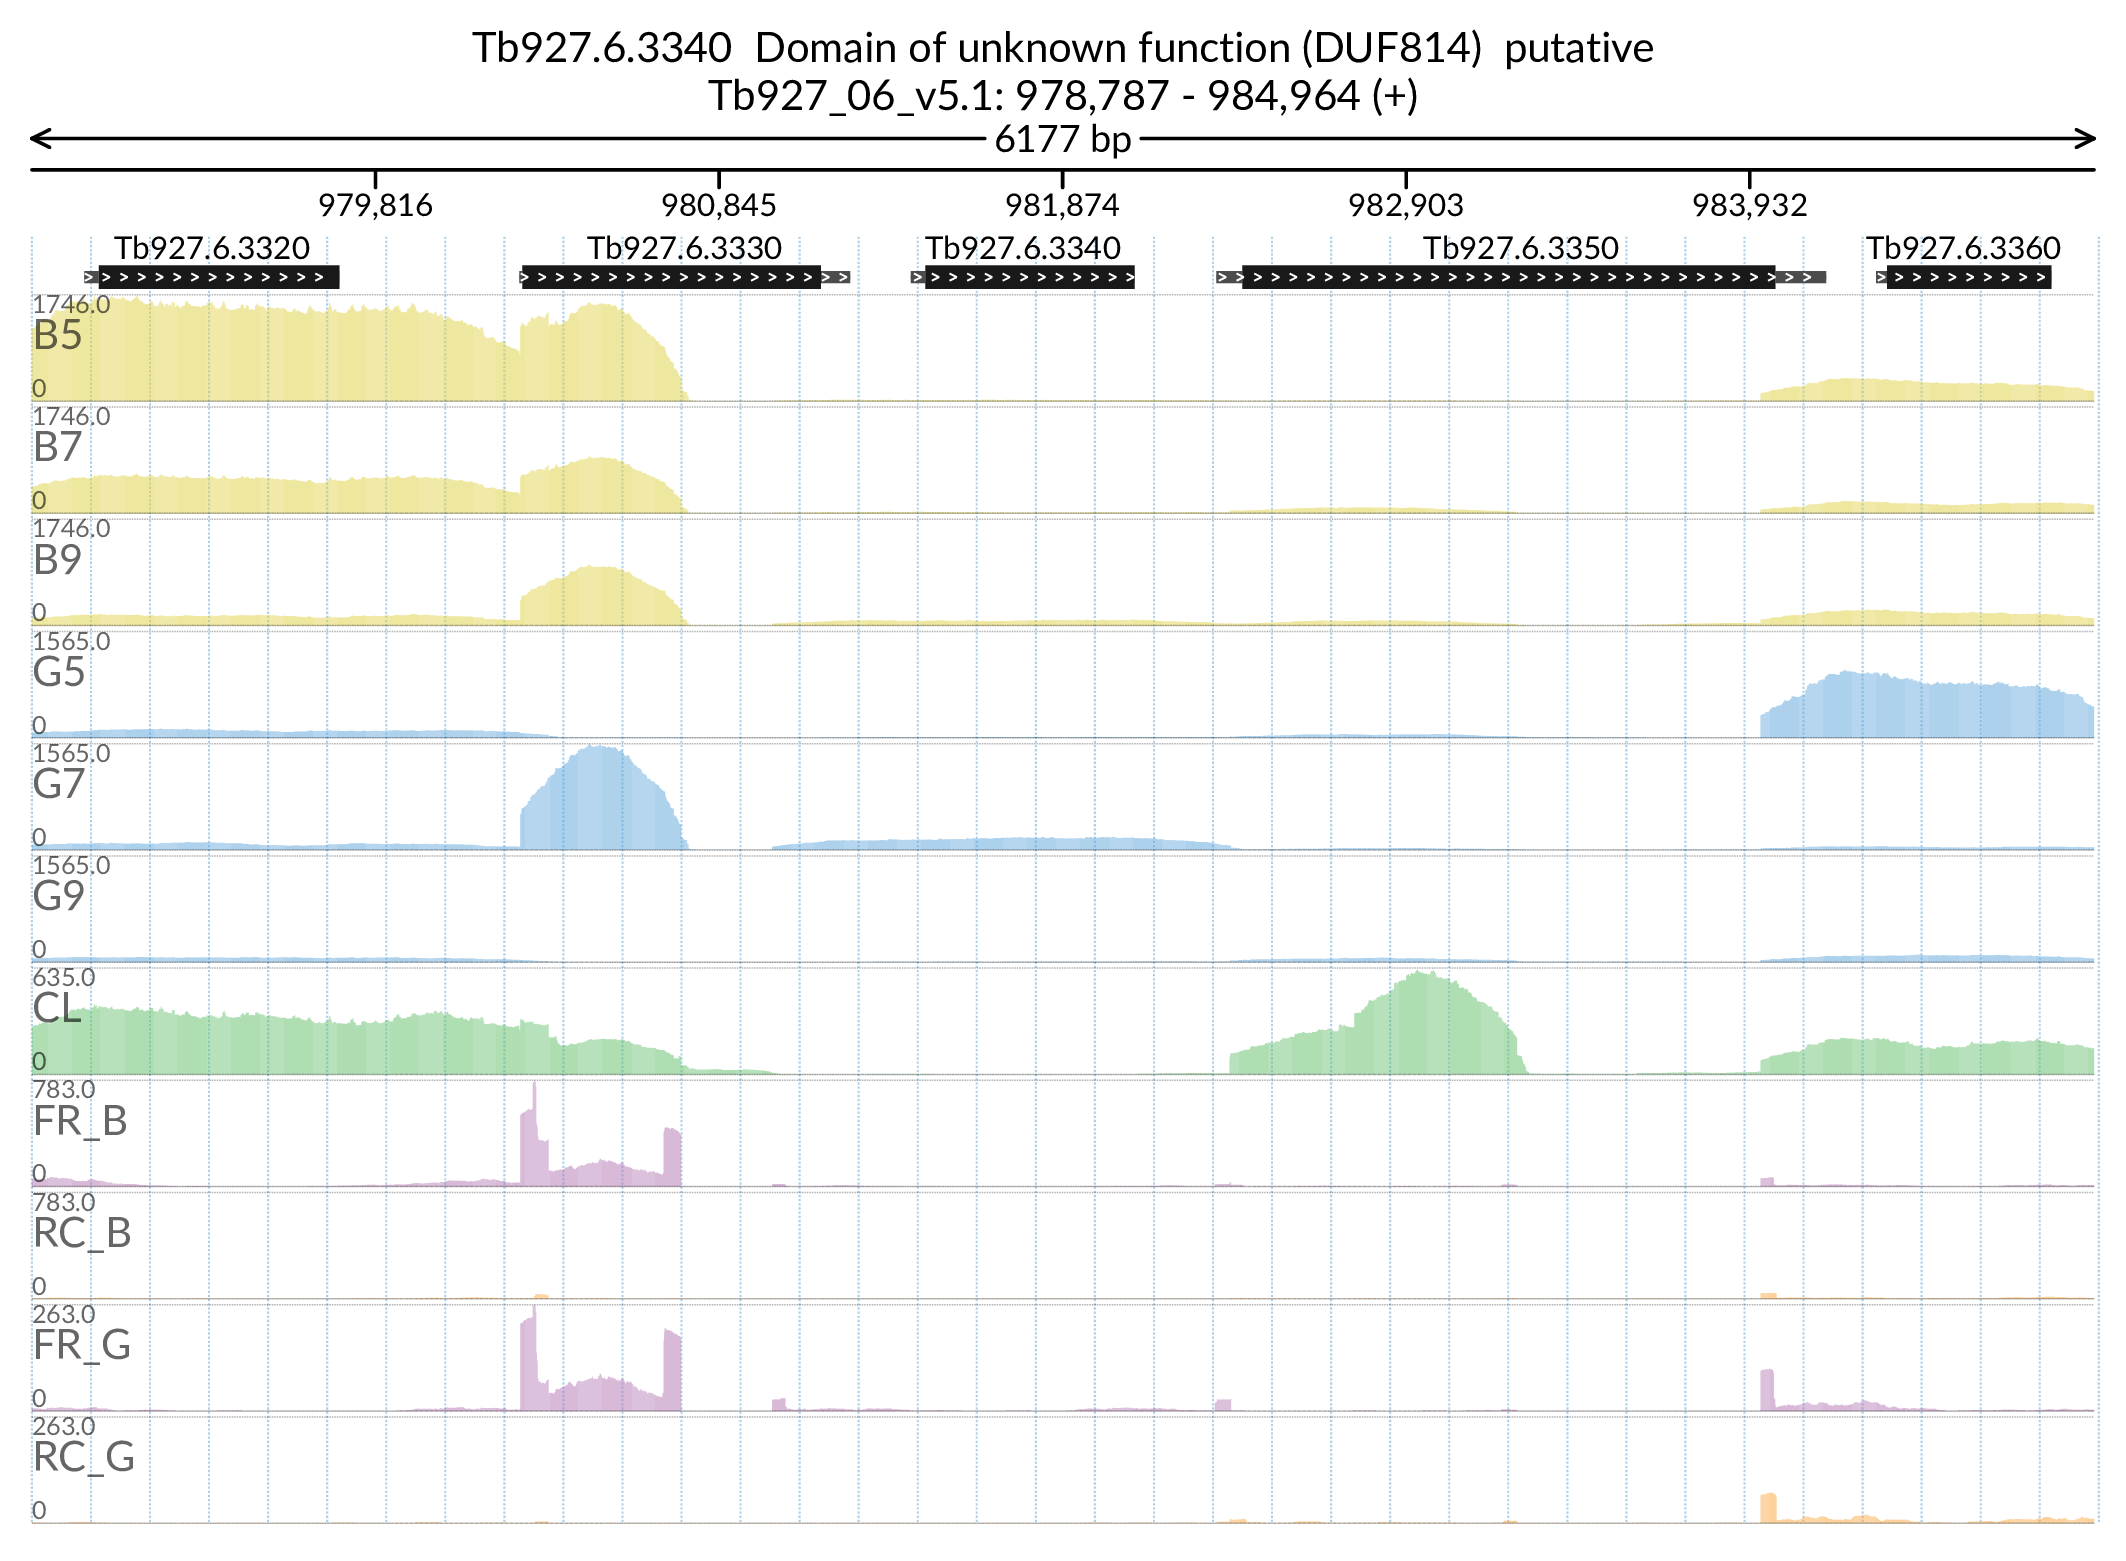 Tb927.6.3340  Domain of unknown function (DUF814)  putative
Tb927_06_v5.1: 978,787 - 984,964 (+)
6177 bp
979,816 980,845 981,874 982,903 983,932
Tb927.6.3320 Tb927.6.3330 Tb927.6.3340 Tb927.6.3350 Tb927.6.3360
1746.0
B5
0
1746.0
B7
0
1746.0
B9
0
1565.0
G5
0
1565.0
G7
0
1565.0
G9
0
635.0
CL
0
783.0
FR_B
0
783.0
RC_B
0
263.0
FR_G
0
263.0
RC_G
0